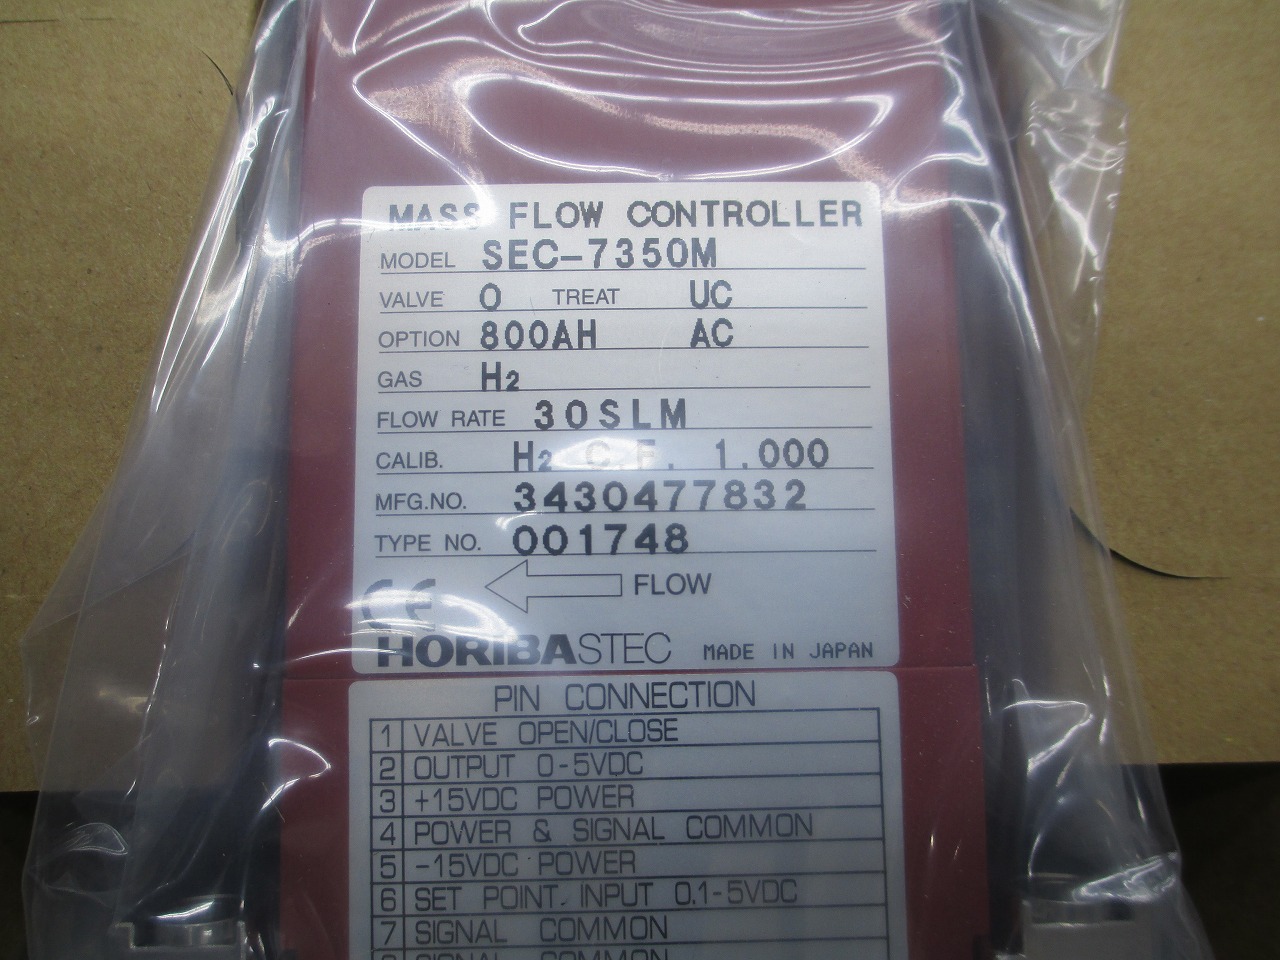 MASS FLOW CONTROLLER
MODEL SEC-7350M
VALVE O TREAT UC
OPTION 800AH AC
GAS H2
FLOW RATE 30SLM
CALIB. H2 C.F. 1.000
MFG.NO. 3430477832
TYPE NO. 001748
CE FLOW
HORIBASTEC MADE IN JAPAN
PIN CONNECTION
1 VALVE OPEN/CLOSE
2 OUTPUT 0-5VDC
3 +15VDC POWER
4 POWER & SIGNAL COMMON
5 -15VDC POWER
6 SET POINT INPUT 0.1-5VDC
7 SIGNAL COMMON
8 SIGNAL COMMON